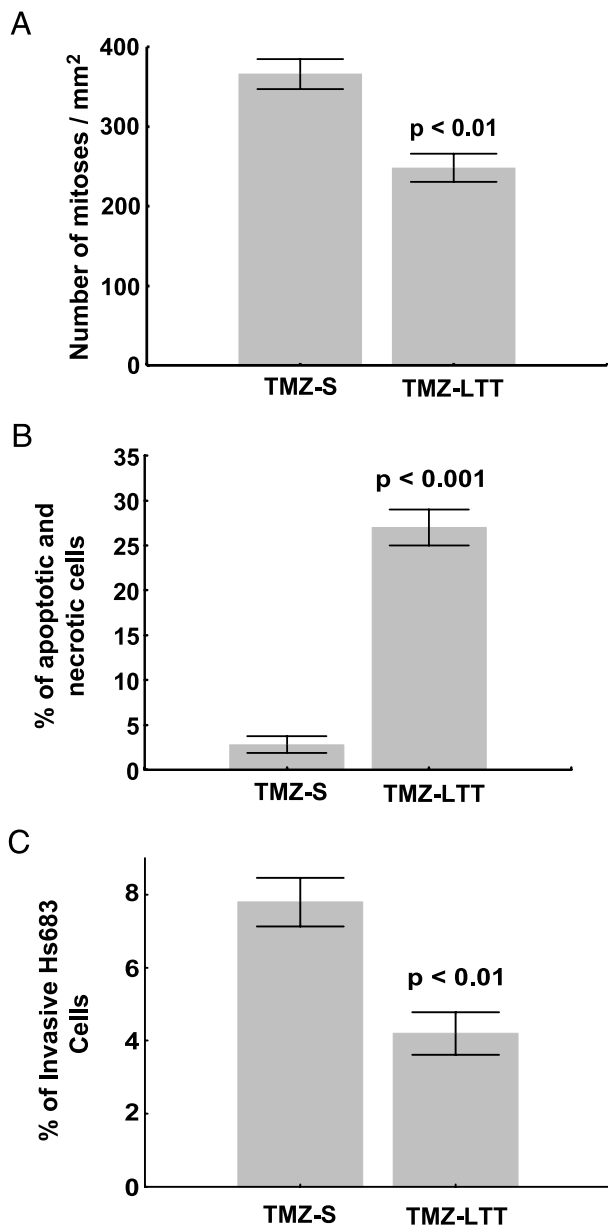 A
Number of mitoses / mm²
400
300
200
100
0
p < 0.01
TMZ-S
TMZ-LTT
B
% of apoptotic and
necrotic cells
35
30
25
20
15
10
5
0
p < 0.001
TMZ-S
TMZ-LTT
C
% of Invasive Hs683
Cells
8
6
4
2
0
p < 0.01
TMZ-S
TMZ-LTT